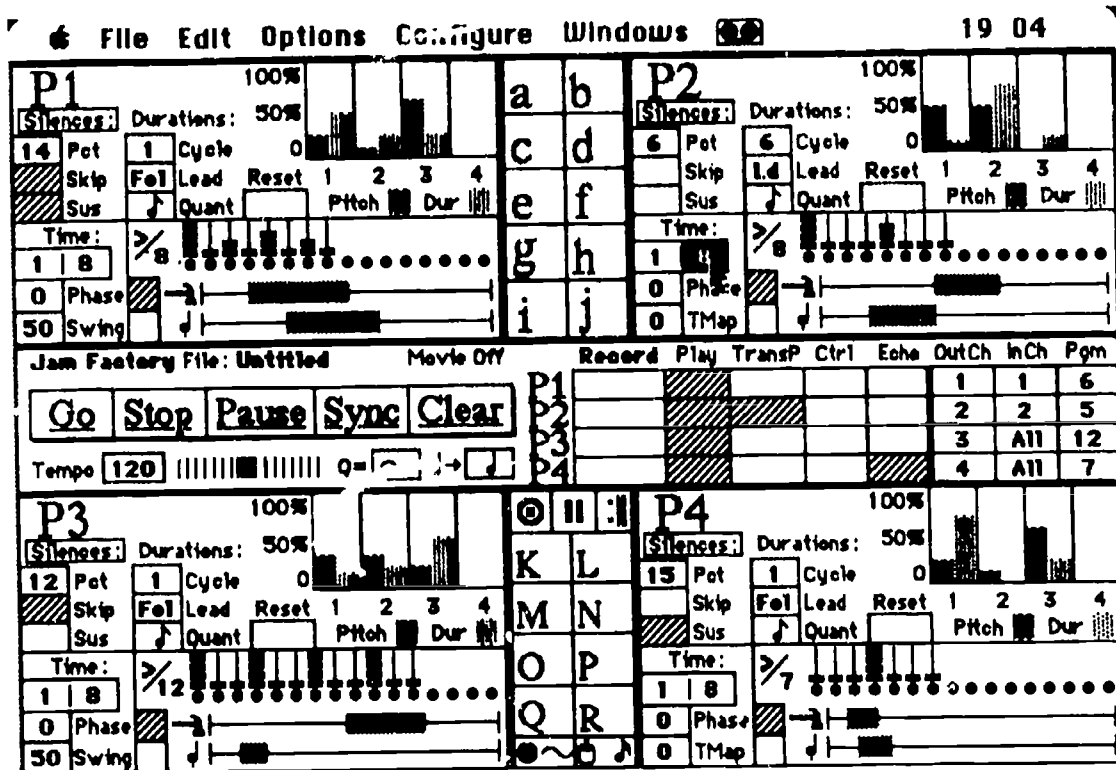 File Edit Options Configure Windows 19 04
P1
100%
50%
0
Silences: Durations:
14 Pct 1 Cycle
Skip Fol Lead Reset 1 2 3 4
Sus Quant Pitch Dur
Time: >/8
1 8
0 Phase
50 Swing
a b
c d
e f
g h
i j
P2
100%
50%
0
Silences: Durations:
6 Pct 6 Cycle
Skip Ld Lead Reset 1 2 3 4
Sus Quant Pitch Dur
Time: >/8
1
0 Phase
0 TMap
Jam Factory File: Untitled Movie Off
Go Stop Pause Sync Clear
Tempo 120 Q=
Record Play TransP Ctrl Echo OutCh InCh Pgm
P1 1 1 6
P2 2 2 5
P3 3 All 12
P4 4 All 7
P3
100%
50%
0
Silences: Durations:
12 Pct 1 Cycle
Skip Fol Lead Reset 1 2 3 4
Sus Quant Pitch Dur
Time: >/12
1 8
0 Phase
50 Swing
K L
M N
O P
Q R
P4
100%
50%
0
Silences: Durations:
15 Pct 1 Cycle
Skip Fol Lead Reset 1 2 3 4
Sus Quant Pitch Dur
Time: >/7
1 8
0 Phase
0 TMap